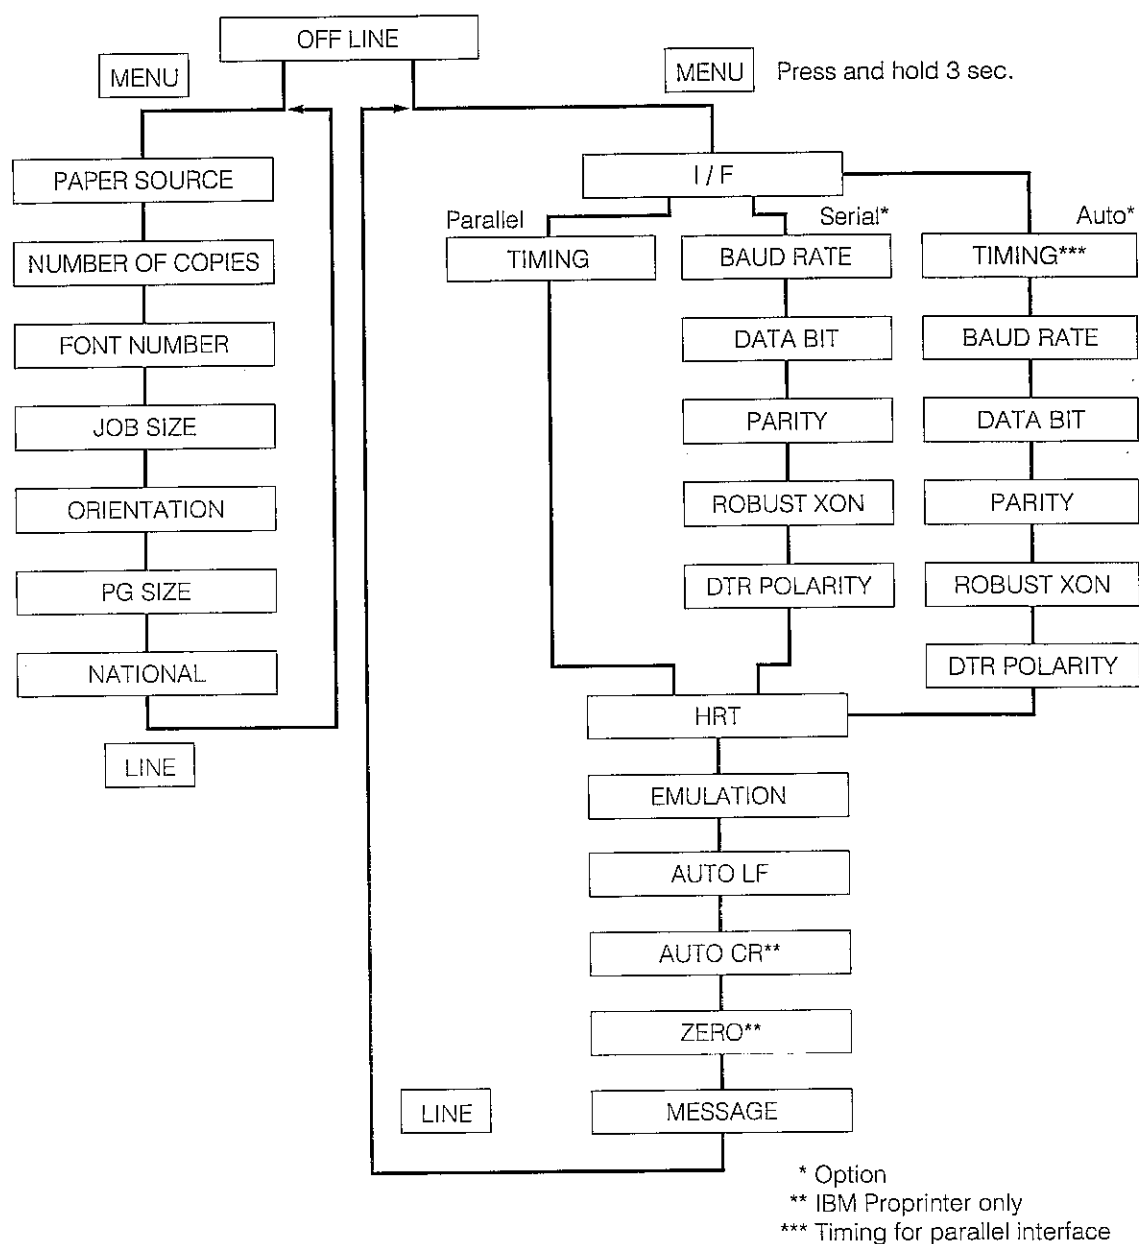 OFF LINE
MENU
MENU Press and hold 3 sec.
PAPER SOURCE
NUMBER OF COPIES
FONT NUMBER
JOB SIZE
ORIENTATION
PG SIZE
NATIONAL
LINE
I / F
Parallel
TIMING
Serial*
BAUD RATE
DATA BIT
PARITY
ROBUST XON
DTR POLARITY
Auto*
TIMING***
BAUD RATE
DATA BIT
PARITY
ROBUST XON
DTR POLARITY
HRT
EMULATION
AUTO LF
AUTO CR**
ZERO**
MESSAGE
LINE
* Option
** IBM Proprinter only
*** Timing for parallel interface